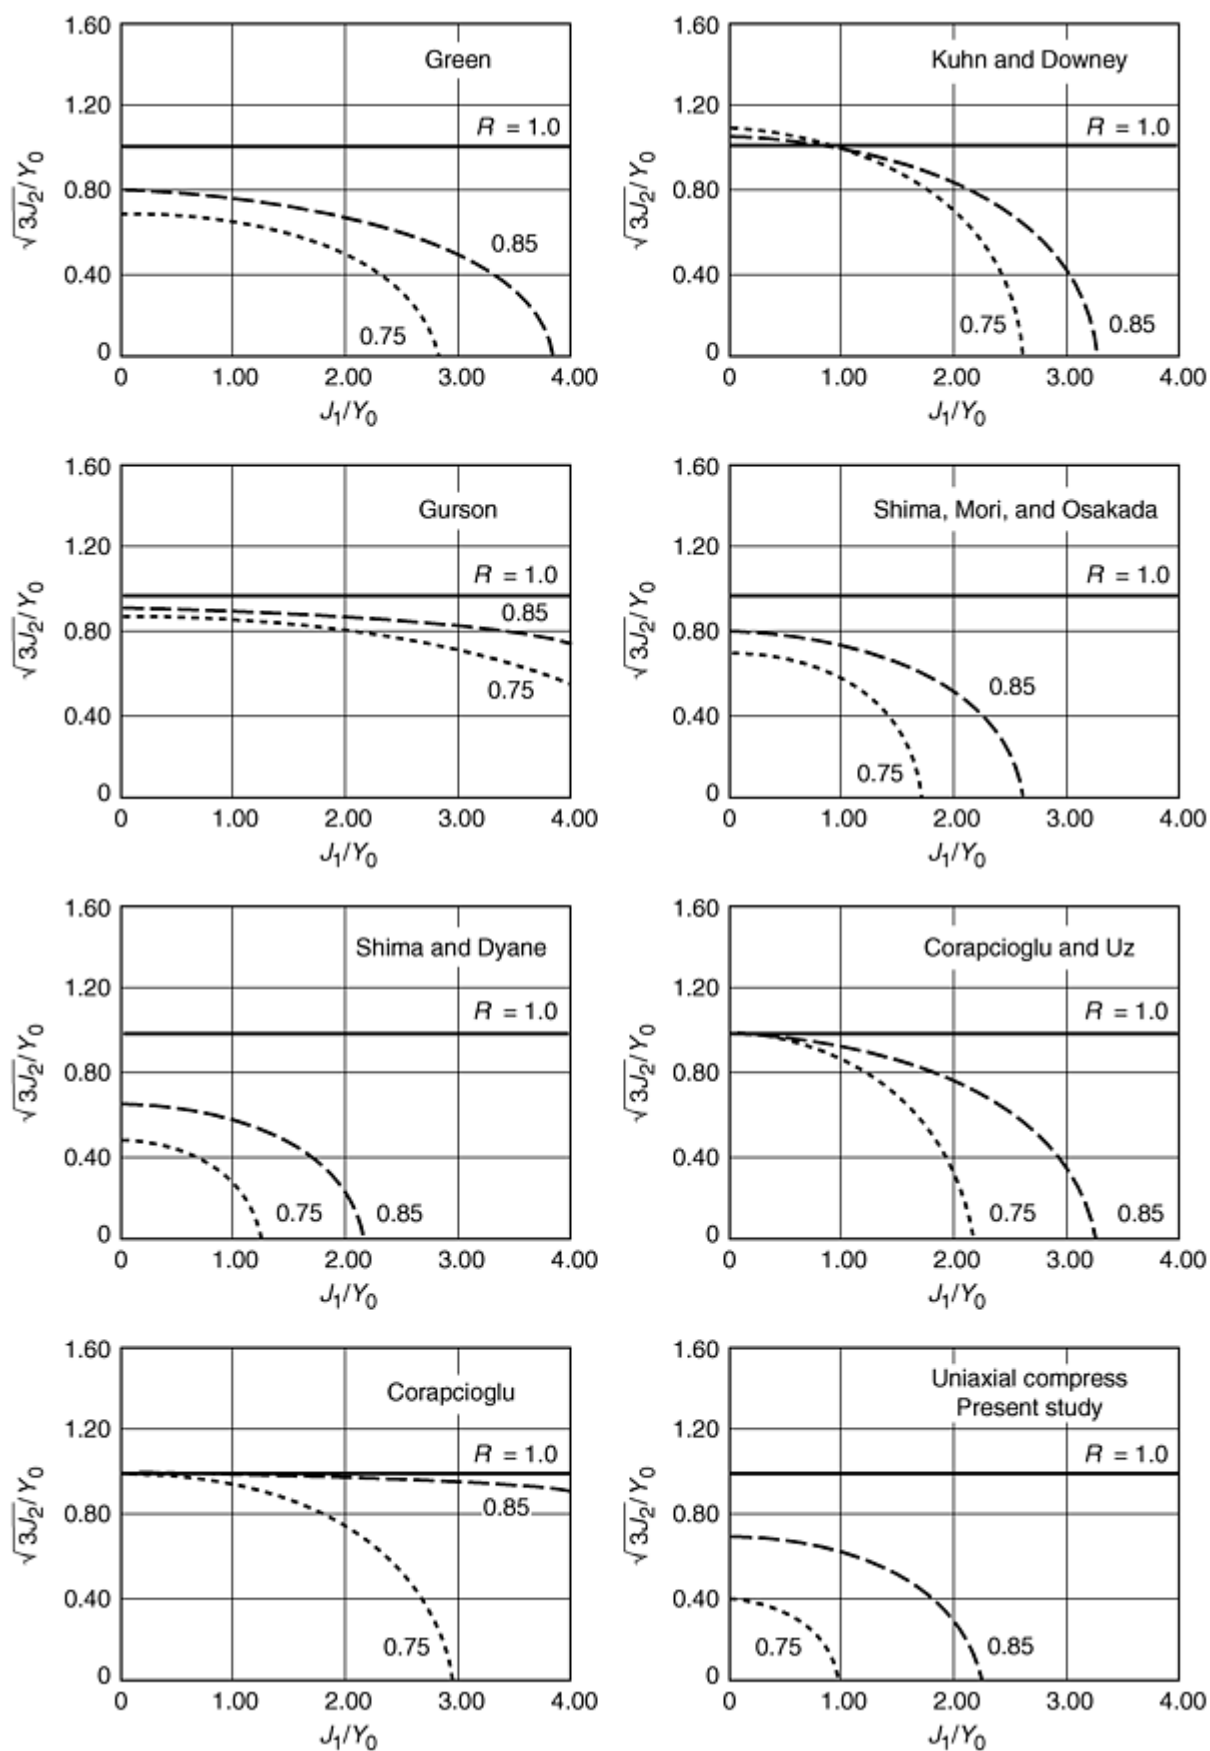 1.60
Green
1.20
R = 1.0
√3J₂/Y₀
0.80
0.85
0.40
0.75
0
0 1.00 2.00 3.00 4.00
J₁/Y₀
1.60
Kuhn and Downey
1.20
R = 1.0
√3J₂/Y₀
0.80
0.40
0.75 0.85
0
0 1.00 2.00 3.00 4.00
J₁/Y₀
1.60
Gurson
1.20
R = 1.0
0.85
√3J₂/Y₀
0.80
0.75
0.40
0
0 1.00 2.00 3.00 4.00
J₁/Y₀
1.60
Shima, Mori, and Osakada
1.20
R = 1.0
√3J₂/Y₀
0.80
0.85
0.40
0.75
0
0 1.00 2.00 3.00 4.00
J₁/Y₀
1.60
Shima and Dyane
1.20
R = 1.0
√3J₂/Y₀
0.80
0.40
0.75 0.85
0
0 1.00 2.00 3.00 4.00
J₁/Y₀
1.60
Corapcioglu and Uz
1.20
R = 1.0
√3J₂/Y₀
0.80
0.40
0.75 0.85
0
0 1.00 2.00 3.00 4.00
J₁/Y₀
1.60
Corapcioglu
1.20
R = 1.0
0.85
√3J₂/Y₀
0.80
0.40
0.75
0
0 1.00 2.00 3.00 4.00
J₁/Y₀
1.60
Uniaxial compress
Present study
1.20
R = 1.0
√3J₂/Y₀
0.80
0.40
0.75 0.85
0
0 1.00 2.00 3.00 4.00
J₁/Y₀